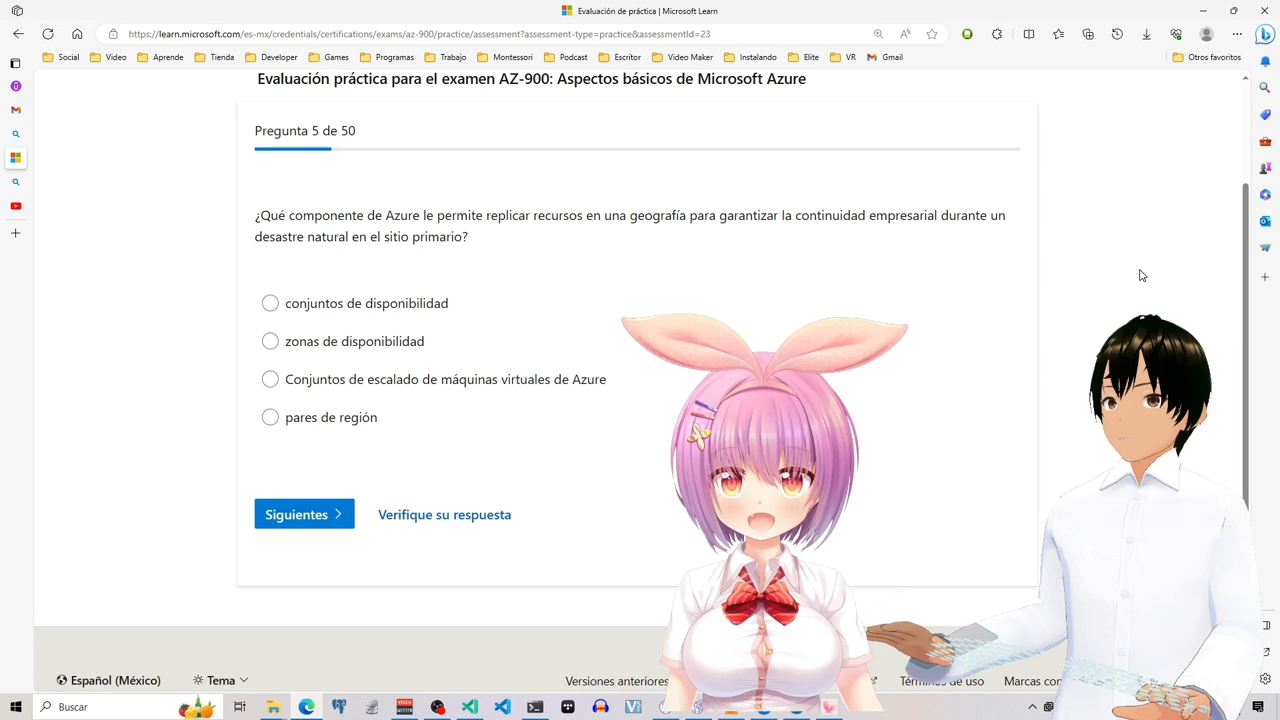 Evaluación de práctica | Microsoft Learn
https://learn.microsoft.com/es-mx/credentials/certifications/exams/az-900/practice/assessment?assessment-type=practice&assessmentId=23
Social Video Aprende Tienda Developer Games Programas Trabajo Montessori Podcast Escritor Video Maker Instalando Elite VR Gmail Otros favoritos
Evaluación práctica para el examen AZ-900: Aspectos básicos de Microsoft Azure
Pregunta 5 de 50
¿Qué componente de Azure le permite replicar recursos en una geografía para garantizar la continuidad empresarial durante un
desastre natural en el sitio primario?
conjuntos de disponibilidad
zonas de disponibilidad
Conjuntos de escalado de máquinas virtuales de Azure
pares de región
Siguientes Verifique su respuesta
Español (México) Tema Versiones anteriores Términos de uso Marcas
Buscar